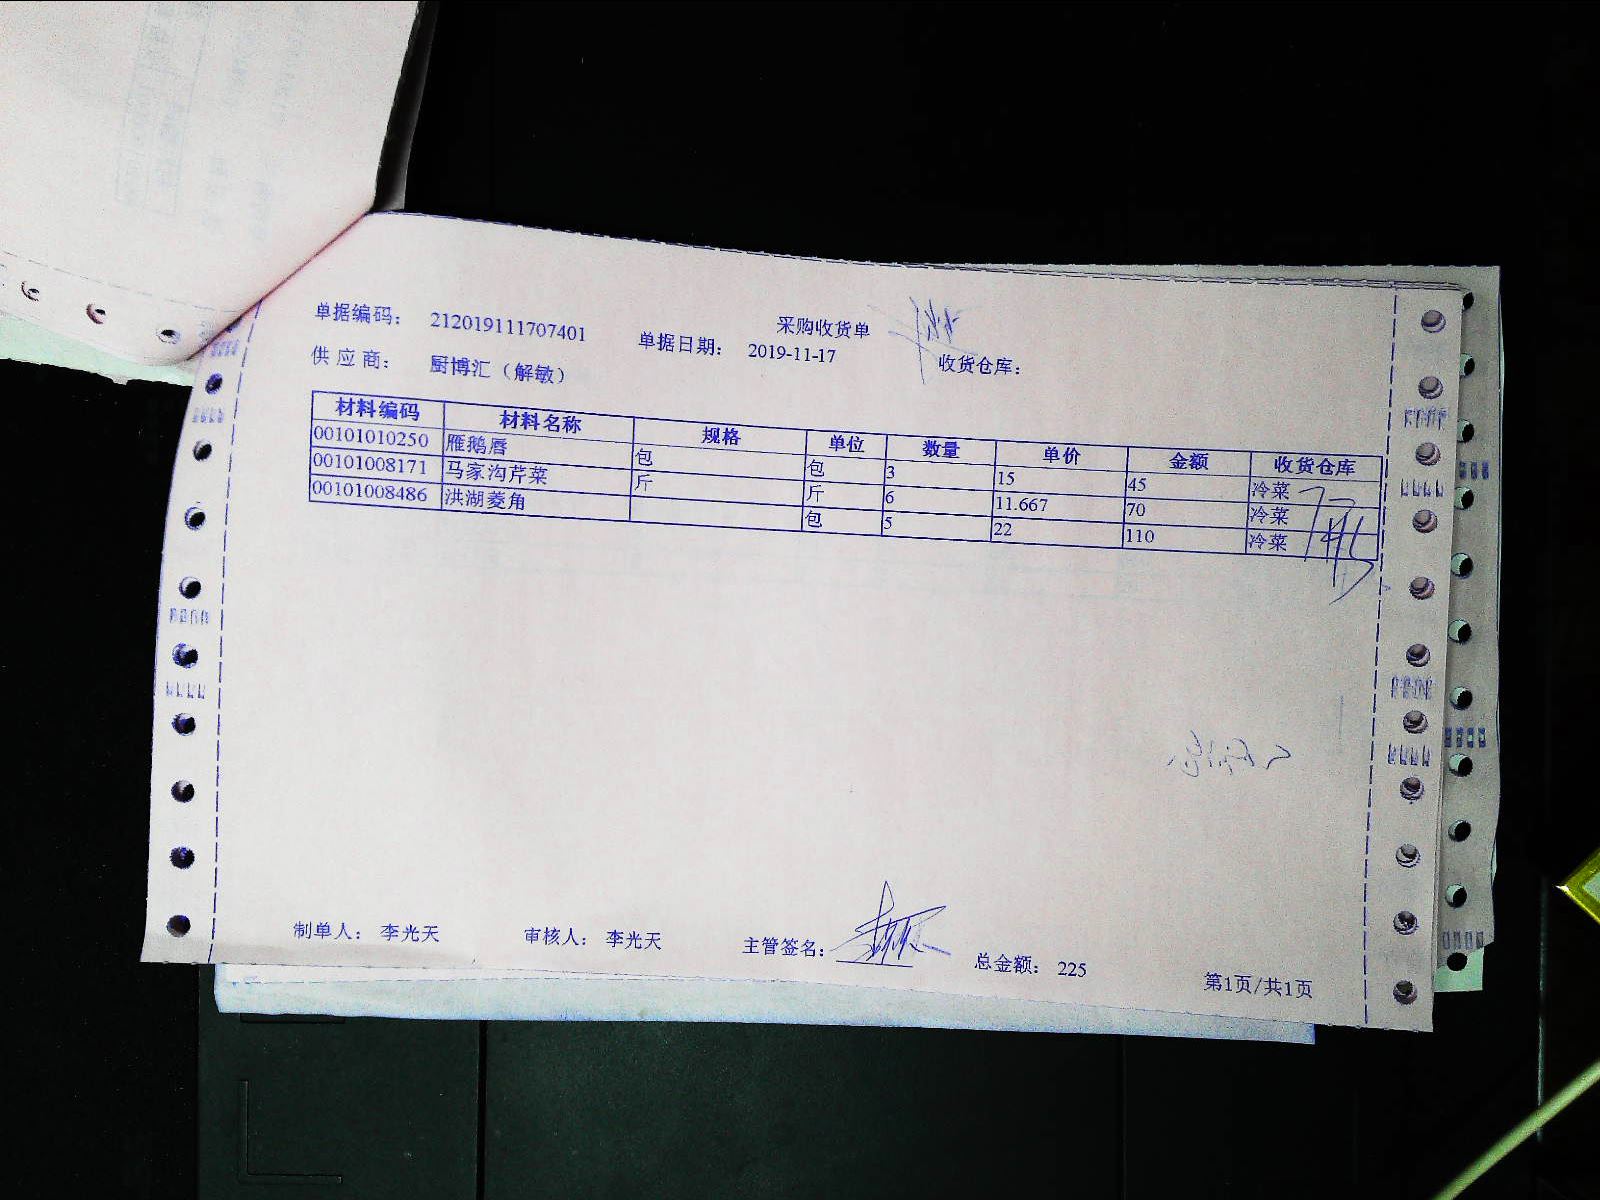 采购收货单
单据编码： 212019111707401 单据日期： 2019-11-17 收货仓库：
供 应 商： 厨博汇（解敏）
材料编码 材料名称 规格 单位 数量 单价 金额 收货仓库
00101010250 雁鹅唇 包 包 3 15 45 冷菜
00101008171 马家沟芹菜 斤 斤 6 11.667 70 冷菜
00101008486 洪湖菱角 包 5 22 110 冷菜
制单人： 李光天 审核人： 李光天 主管签名： 总金额： 225
第1页/共1页